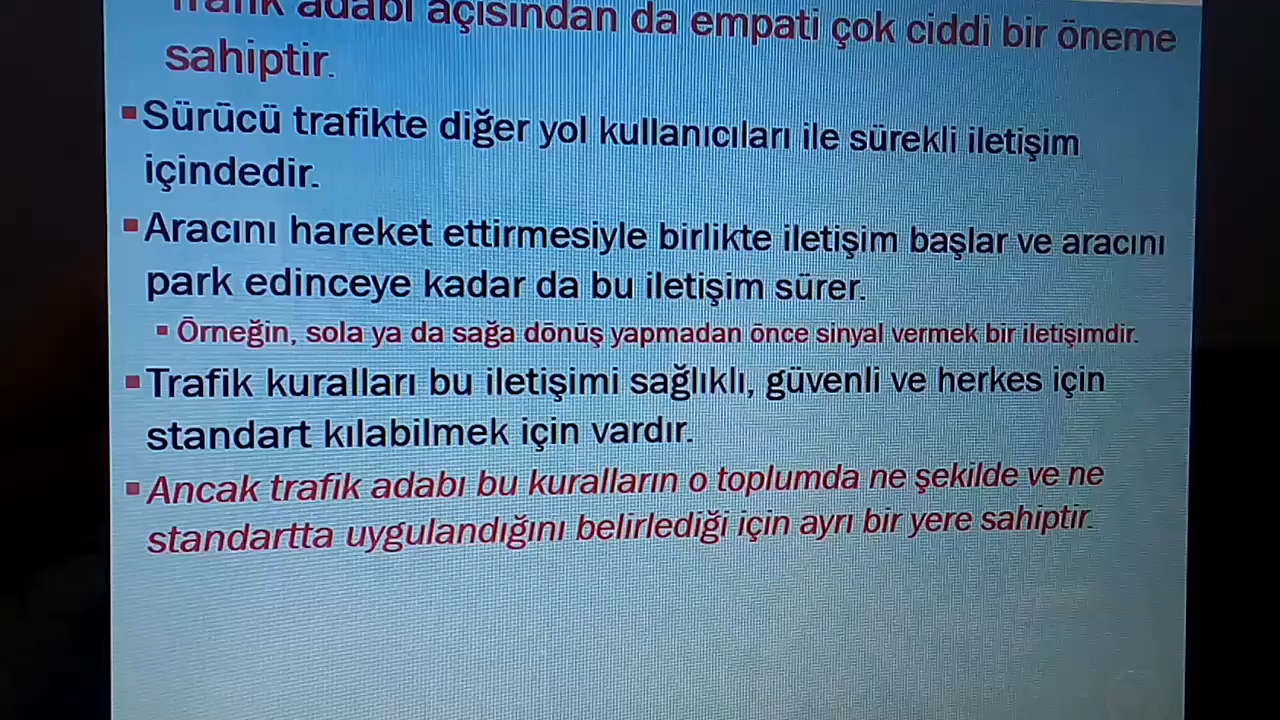 Trafik adabı açısından da empati çok ciddi bir öneme
sahiptir.
▪Sürücü trafikte diğer yol kullanıcıları ile sürekli iletişim
içindedir.
▪Aracını hareket ettirmesiyle birlikte iletişim başlar ve aracını
park edinceye kadar da bu iletişim sürer.
▪ Örneğin, sola ya da sağa dönüş yapmadan önce sinyal vermek bir iletişimdir.
▪Trafik kuralları bu iletişimi sağlıklı, güvenli ve herkes için
standart kılabilmek için vardır.
▪Ancak trafik adabı bu kuralların o toplumda ne şekilde ve ne
standartta uygulandığını belirlediği için ayrı bir yere sahiptir.